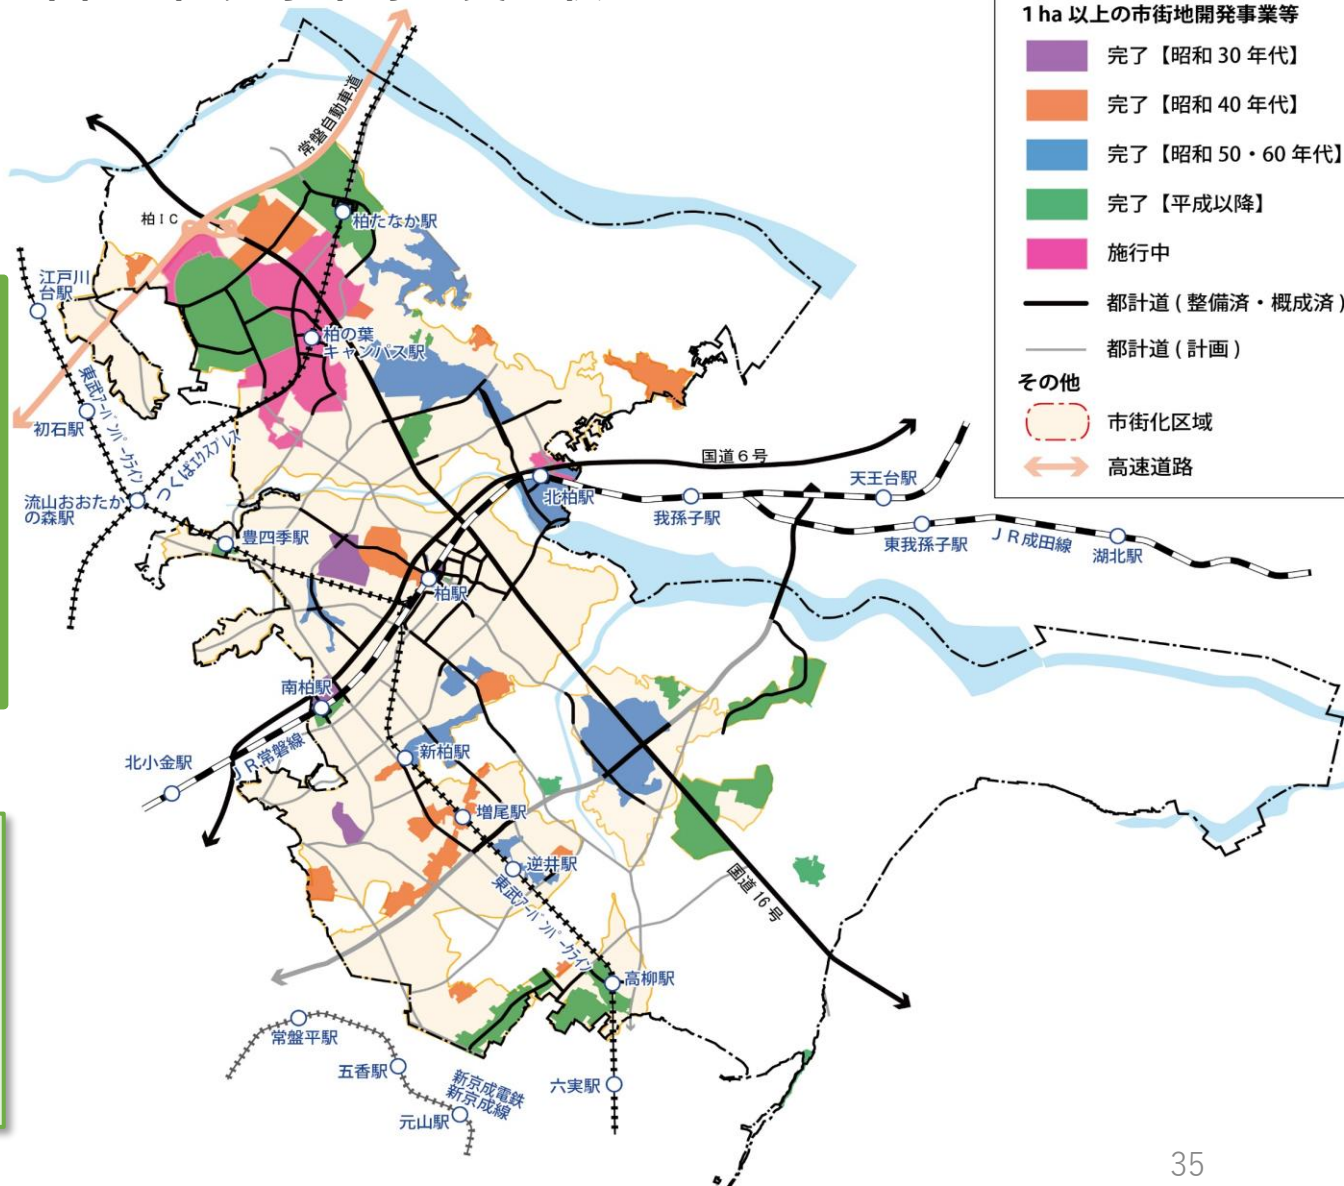 1 ha 以上の市街地開発事業等
完了【昭和 30 年代】
完了【昭和 40 年代】
完了【昭和 50・60 年代】
完了【平成以降】
施行中
都計道 ( 整備済・概成済 )
都計道 ( 計画 )
その他
市街化区域
高速道路
常磐自動車道
柏ＩＣ
柏たなか駅
江戸川
台駅
柏の葉
キャンパス駅
東武アーバンパークライン
初石駅
つくばエクスプレス
国道６号
天王台駅
流山おおたか
の森駅
北柏駅
我孫子駅
豊四季駅
東我孫子駅
ＪＲ成田線
湖北駅
柏駅
南柏駅
北小金駅
ＪＲ常磐線
新柏駅
増尾駅
逆井駅
東武アーバンパークライン
国道 16 号
高柳駅
常盤平駅
五香駅
新京成電鉄
新京成線
六実駅
元山駅
35